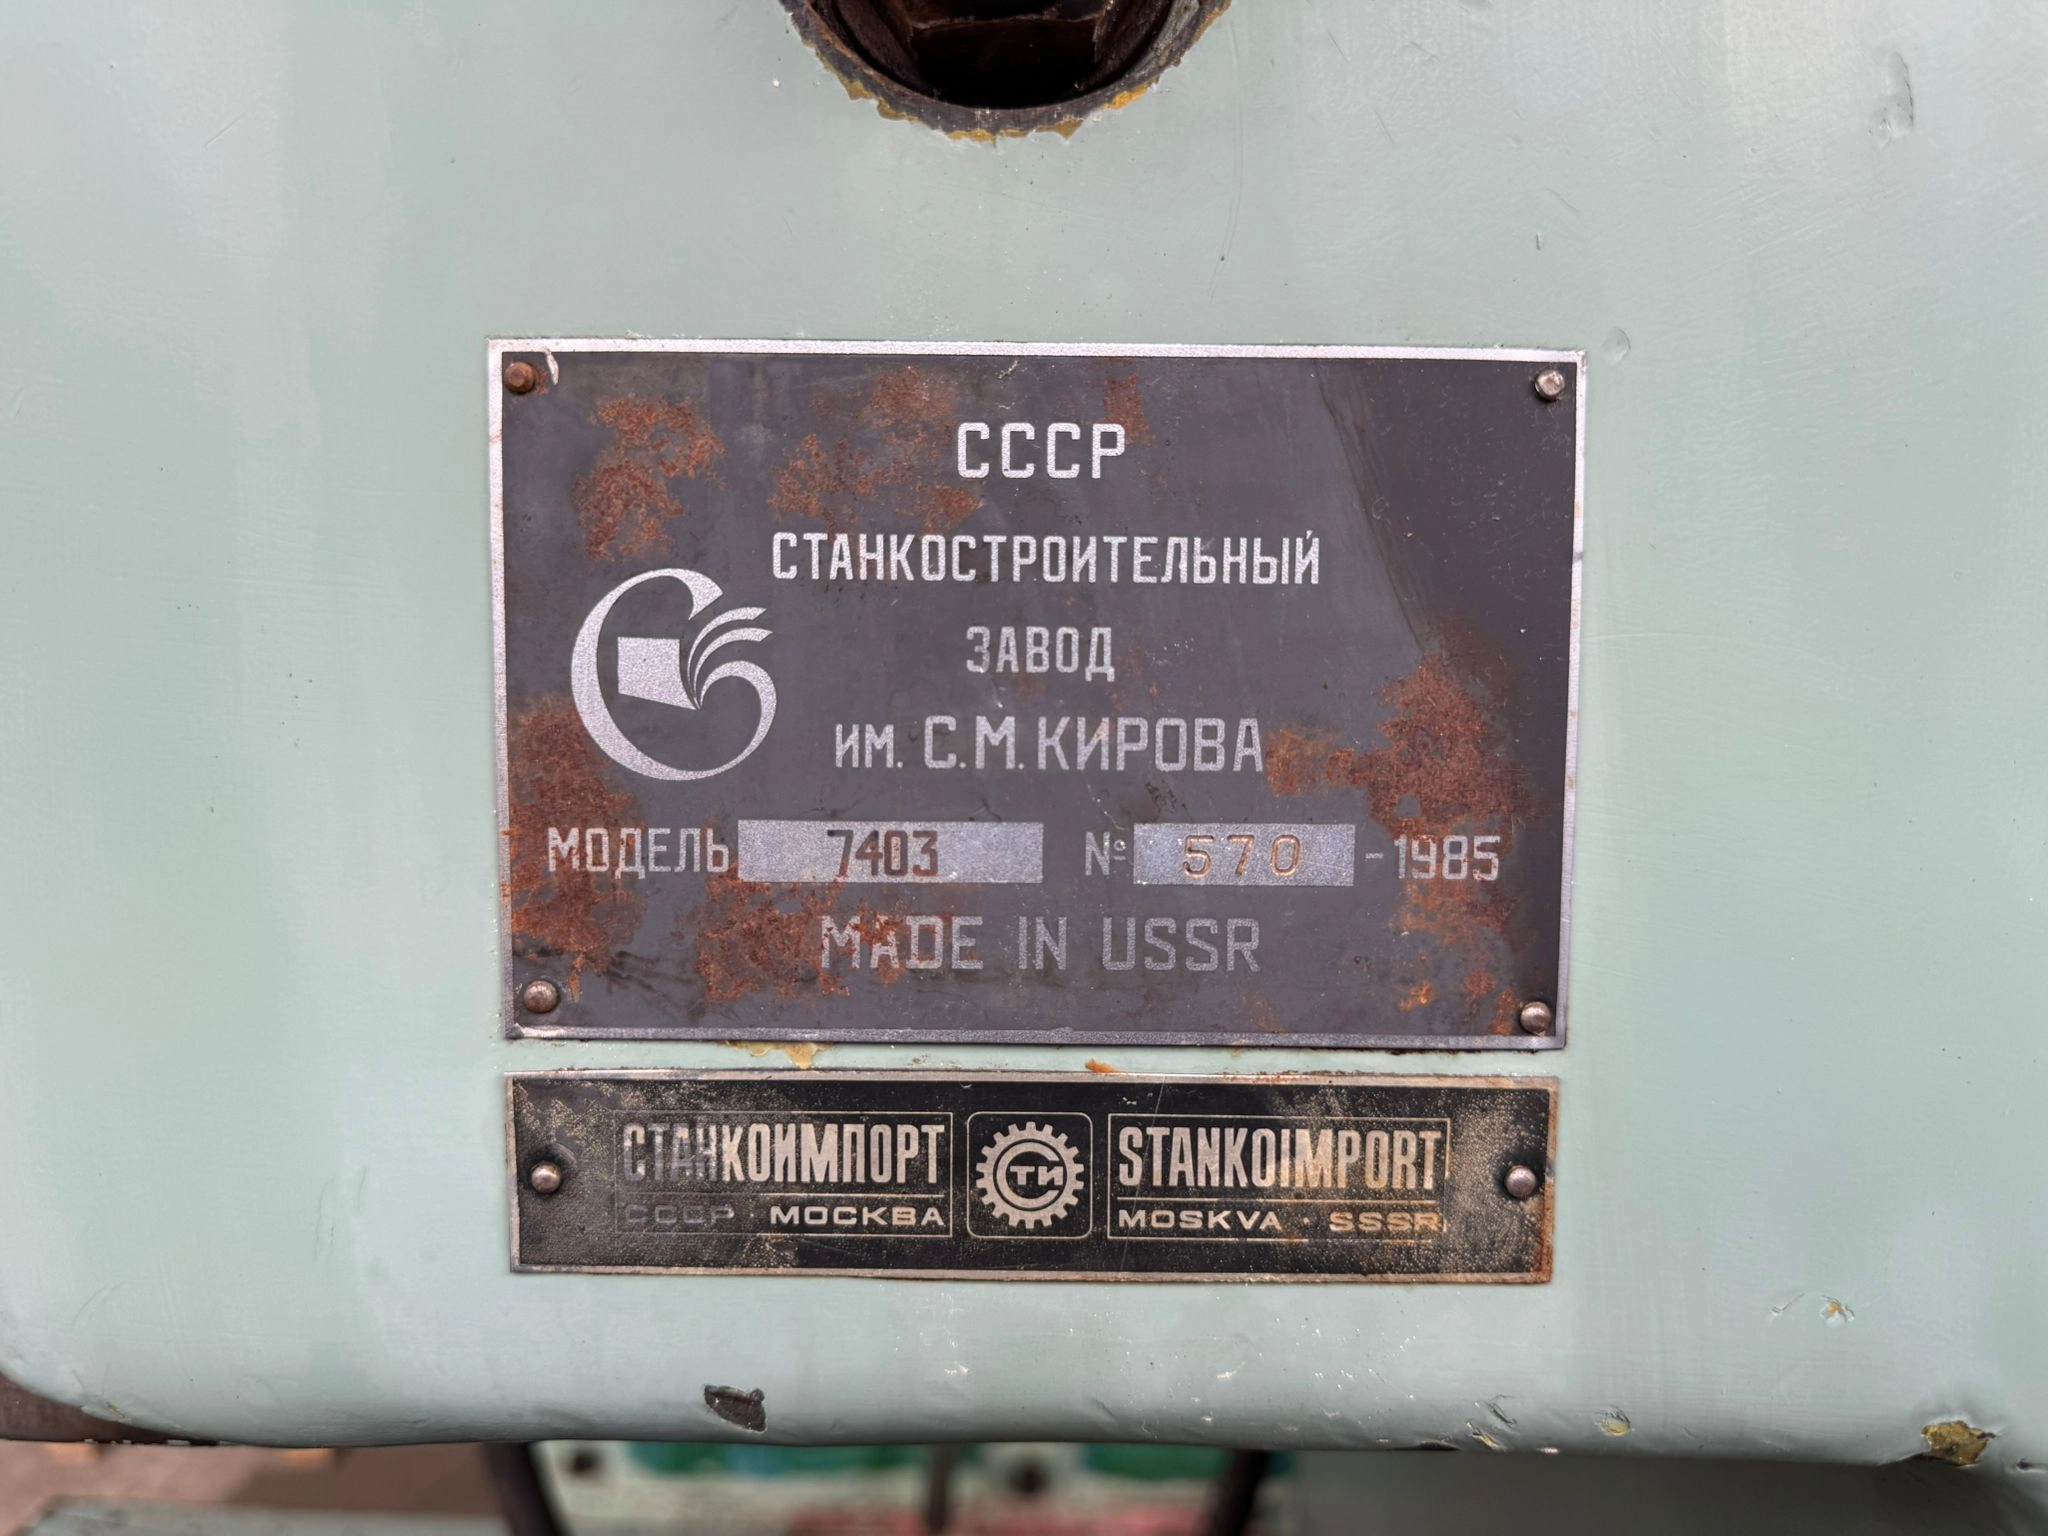 СССР
СТАНКОСТРОИТЕЛЬНЫЙ
ЗАВОД
ИМ. С.М.КИРОВА
МОДЕЛЬ 7403 № 570 -1985
MADE IN USSR
СТАНКОИМПОРТ
СССР · МОСКВА
СТИ
STANKOIMPORT
MOSKVA · SSSR